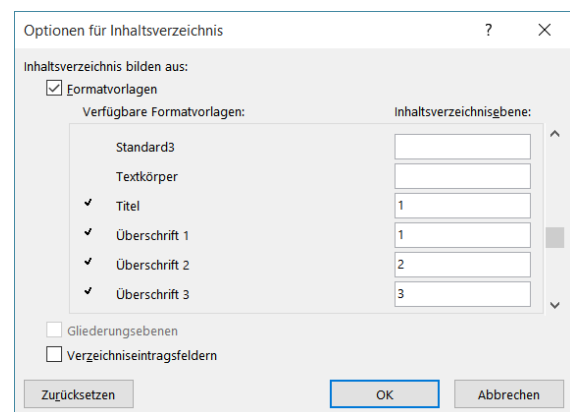 Optionen für Inhaltsverzeichnis ?
Inhaltsverzeichnis bilden aus:
Formatvorlagen
Verfügbare Formatvorlagen: Inhaltsverzeichnisebene:
Standard3
Textkörper
Titel 1
Überschrift 1 1
Überschrift 2 2
Überschrift 3 3
Gliederungsebenen
Verzeichniseintragsfeldern
Zurücksetzen OK Abbrechen